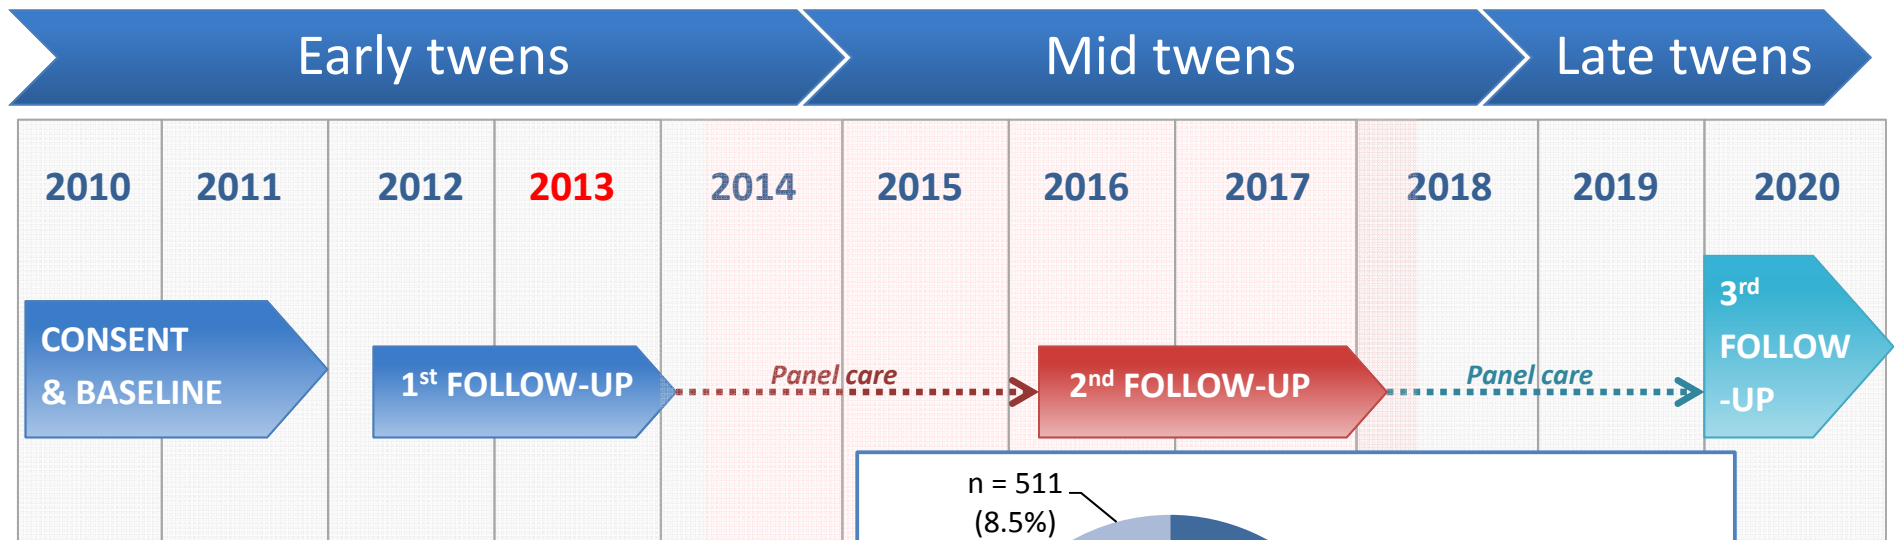 Early twens Mid twens Late twens
2010 2011 2012 2013 2014 2015 2016 2017 2018 2019 2020
CONSENT
& BASELINE
1st FOLLOW-UP
Panel care
2nd FOLLOW-UP
Panel care
3rd
FOLLOW
-UP
n = 511
(8.5%)